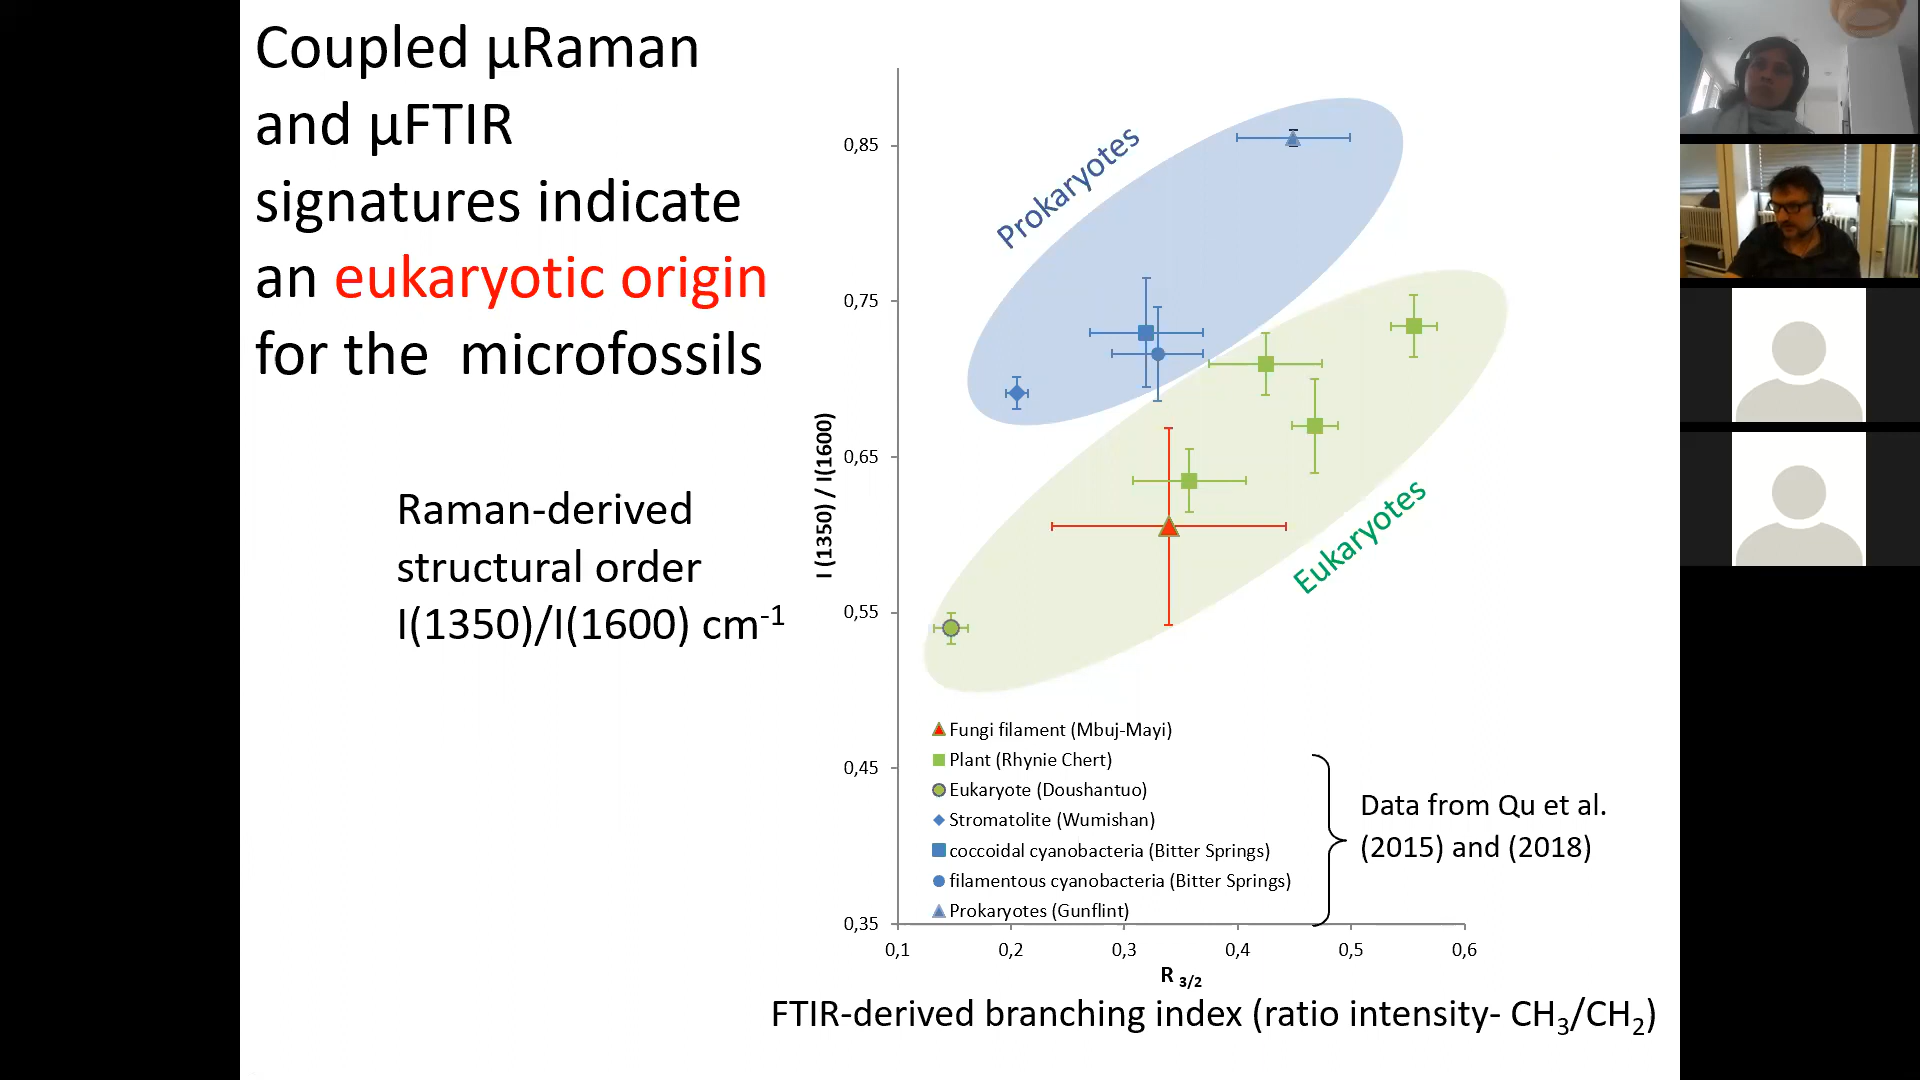 Coupled µRaman
and µFTIR
signatures indicate
an eukaryotic origin
for the  microfossils
Raman-derived
structural order
I(1350)/I(1600) cm⁻¹
I (1350) / I(1600)
0,85
0,75
0,65
0,55
0,45
0,35
Prokaryotes
Eukaryotes
Fungi filament (Mbuj-Mayi)
Plant (Rhynie Chert)
Eukaryote (Doushantuo)
Stromatolite (Wumishan)
coccoidal cyanobacteria (Bitter Springs)
filamentous cyanobacteria (Bitter Springs)
Prokaryotes (Gunflint)
Data from Qu et al.
(2015) and (2018)
0,1 0,2 0,3 0,4 0,5 0,6
R 3/2
FTIR-derived branching index (ratio intensity- CH₃/CH₂)